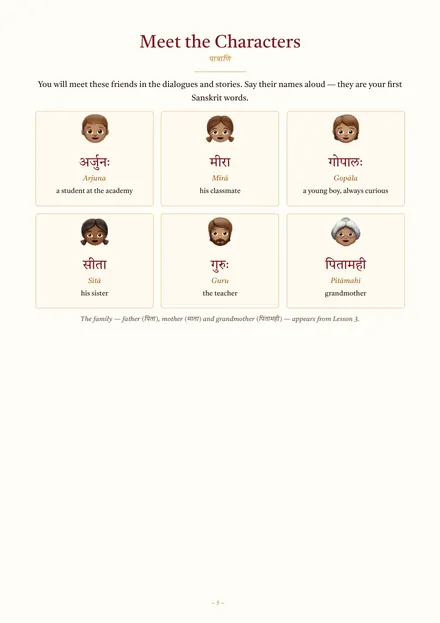 Meet the Characters
पात्राणि
You will meet these friends in the dialogues and stories. Say their names aloud — they are your first
Sanskrit words.
अर्जुनः
Arjuna
a student at the academy
मीरा
Mīrā
his classmate
गोपालः
Gopāla
a young boy, always curious
सीता
Sītā
his sister
गुरुः
Guru
the teacher
पितामही
Pitāmahī
grandmother
The family — father (पिता), mother (माता) and grandmother (पितामही) — appears from Lesson 3.